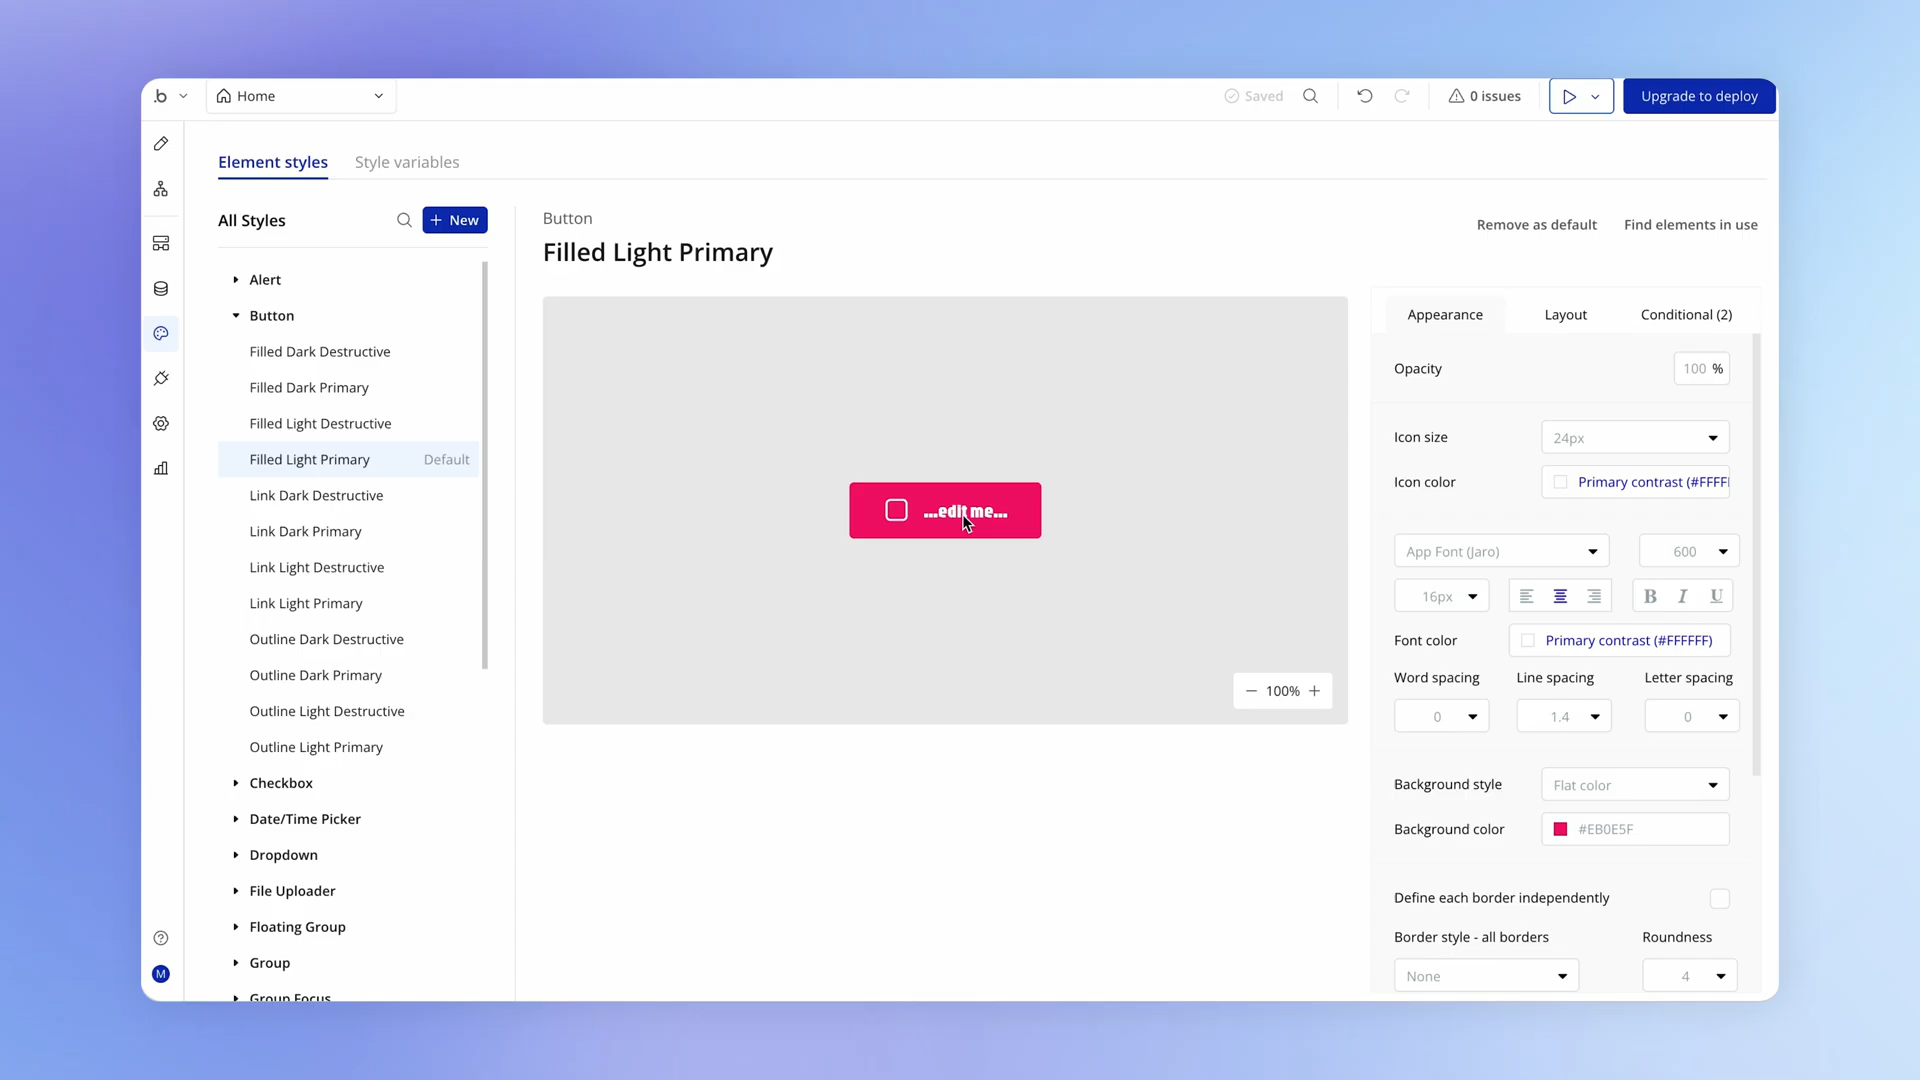 .b
Home
Saved
0 issues
Upgrade to deploy
Element styles
Style variables
All Styles
+ New
Alert
Button
Filled Dark Destructive
Filled Dark Primary
Filled Light Destructive
Filled Light Primary Default
Link Dark Destructive
Link Dark Primary
Link Light Destructive
Link Light Primary
Outline Dark Destructive
Outline Dark Primary
Outline Light Destructive
Outline Light Primary
Checkbox
Date/Time Picker
Dropdown
File Uploader
Floating Group
Group
Group Focus
M
Button
Filled Light Primary
Remove as default
Find elements in use
...edit me...
− 100% +
Appearance
Layout
Conditional (2)
Opacity
100 %
Icon size
24px
Icon color
Primary contrast (#FFFF
App Font (Jaro)
600
16px
B I U
Font color
Primary contrast (#FFFFFF)
Word spacing
Line spacing
Letter spacing
0
1.4
0
Background style
Flat color
Background color
#EB0E5F
Define each border independently
Border style - all borders
Roundness
None
4